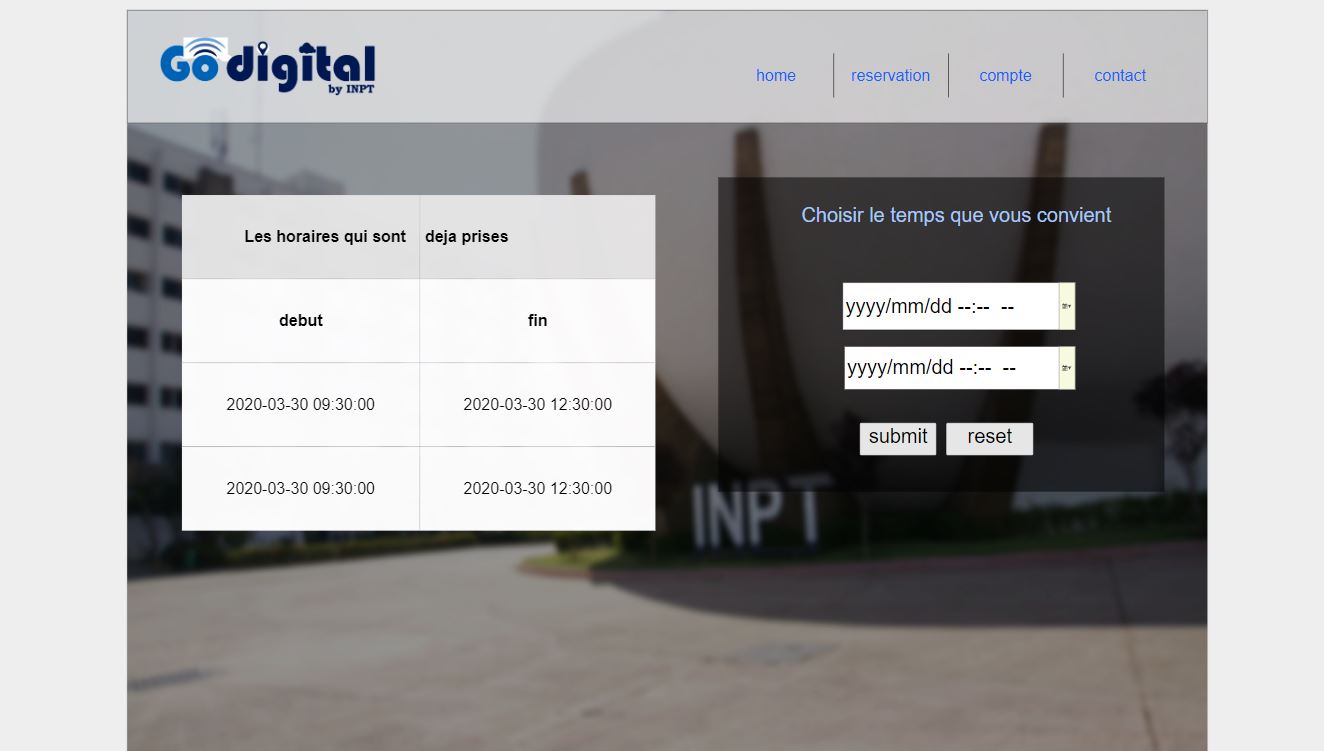 Go digital
by INPT
home reservation compte contact
Les horaires qui sont deja prises
debut fin
2020-03-30 09:30:00 2020-03-30 12:30:00
2020-03-30 09:30:00 2020-03-30 12:30:00
Choisir le temps que vous convient
yyyy/mm/dd --:-- --
yyyy/mm/dd --:-- --
submit reset
INPT